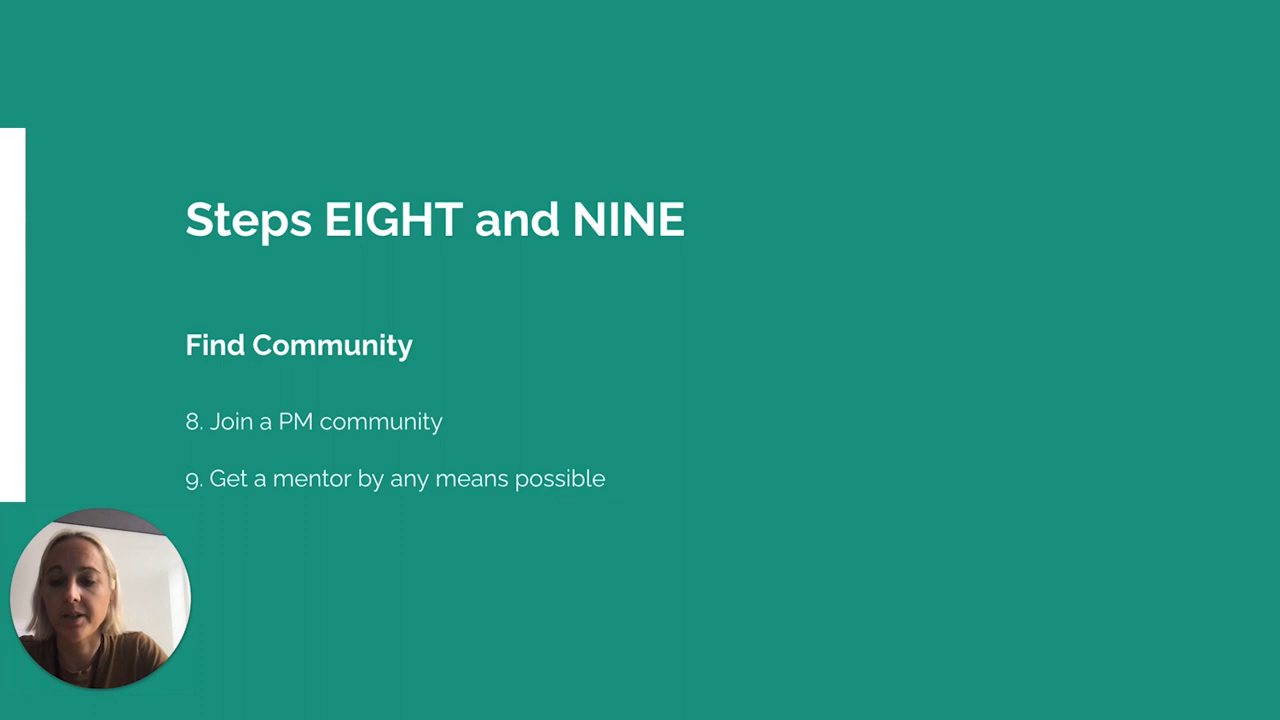 Steps EIGHT and NINE
Find Community
8. Join a PM community
9. Get a mentor by any means possible